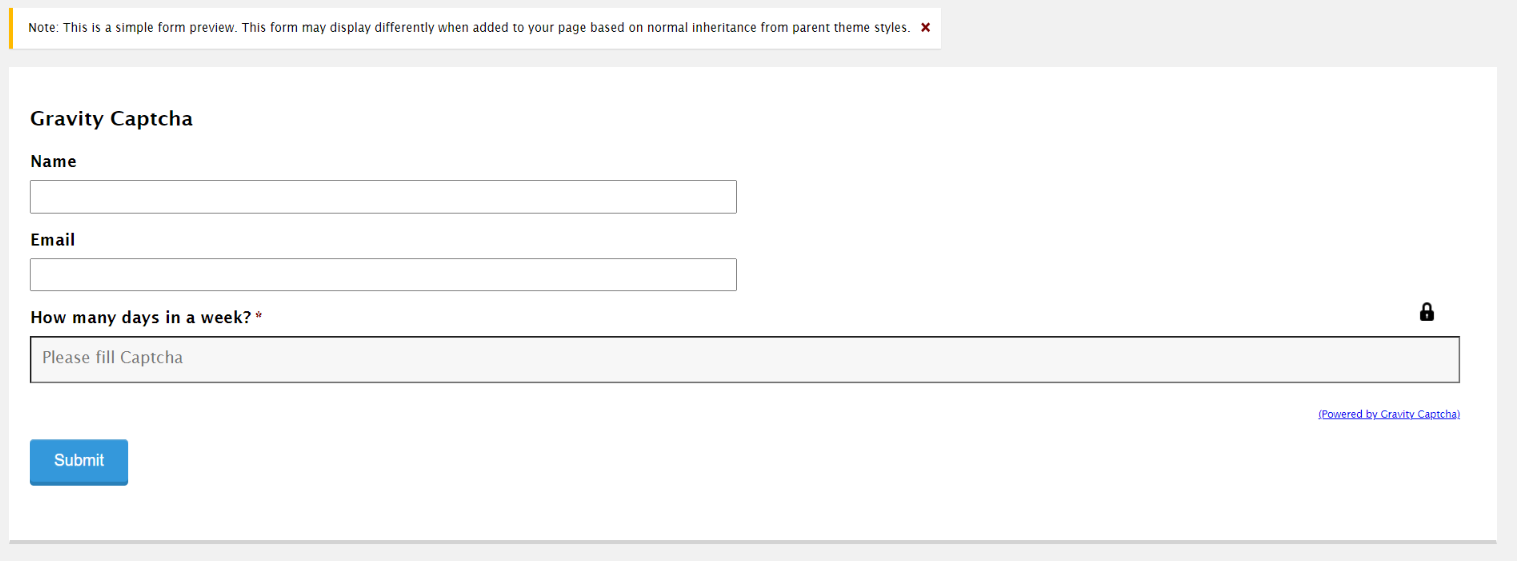 Note: This is a simple form preview. This form may display differently when added to your page based on normal inheritance from parent theme styles.
Gravity Captcha
Name
Email
How many days in a week? *
Please fill Captcha
(Powered by Gravity Captcha)
Submit